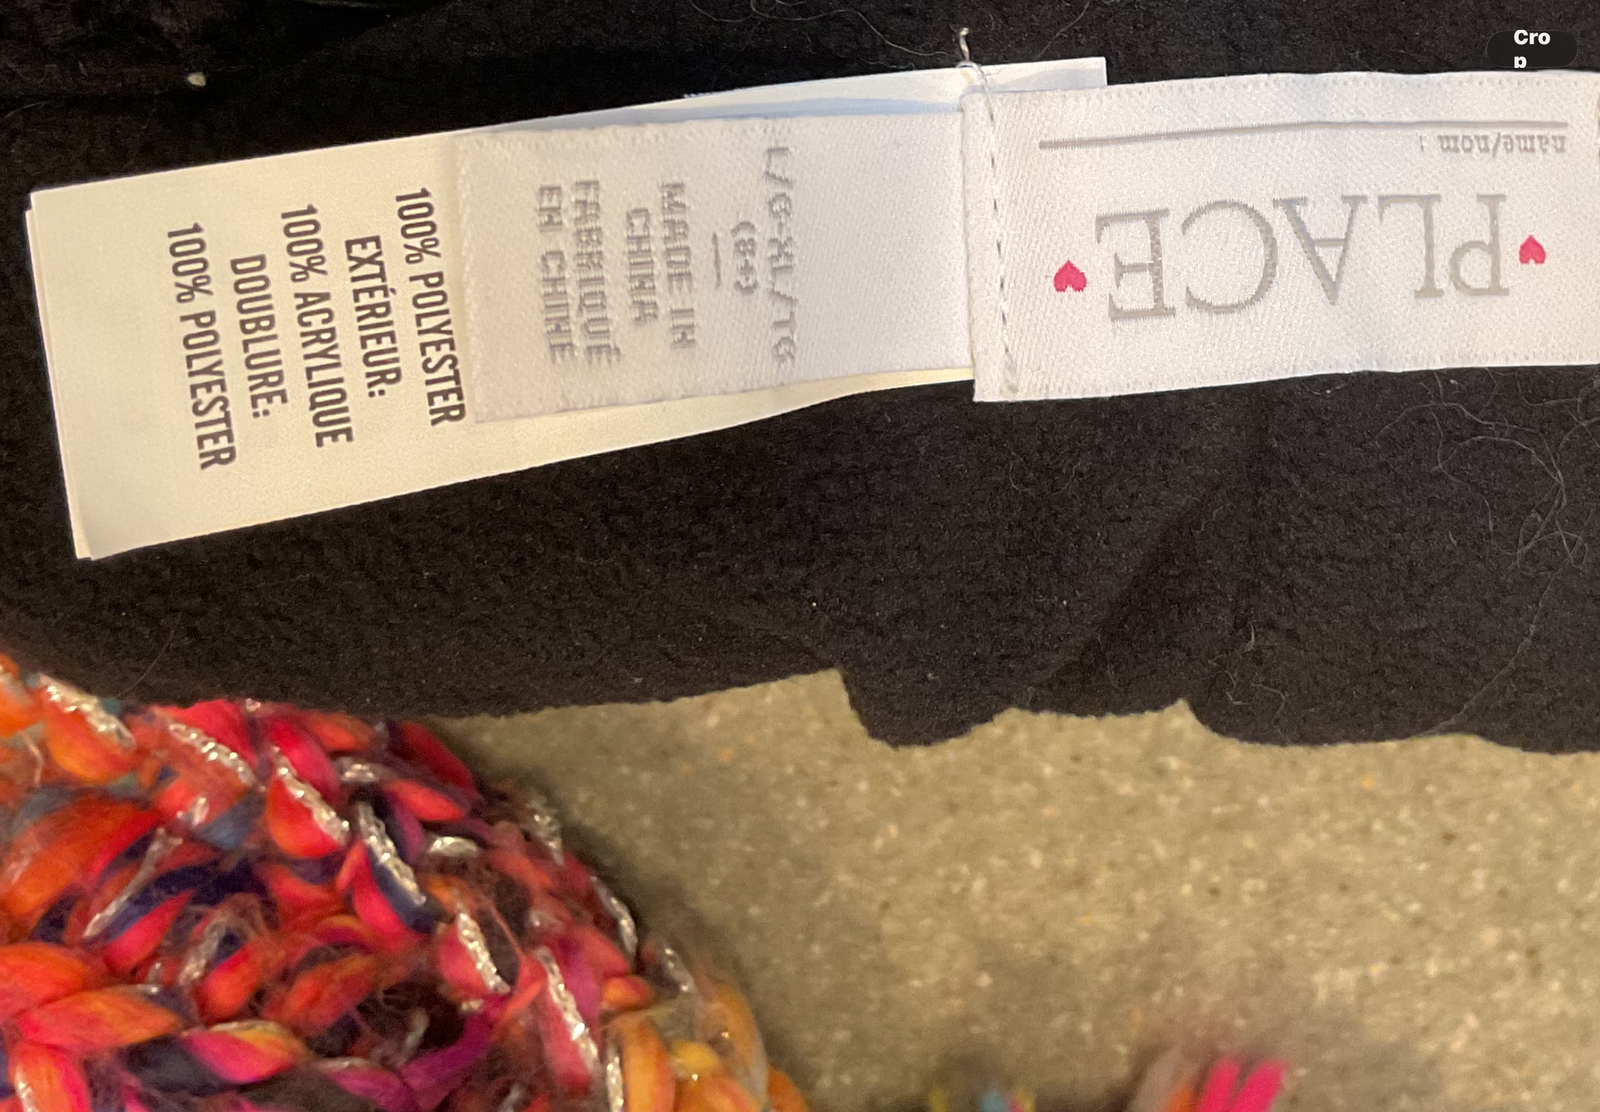 Cro
p
name/nom :
PLACE
L/G-XL/TG
(8+)
MADE IN
CHINA
FABRIQUÉ
EN CHINE
100% POLYESTER
EXTÉRIEUR:
100% ACRYLIQUE
DOUBLURE:
100% POLYESTER